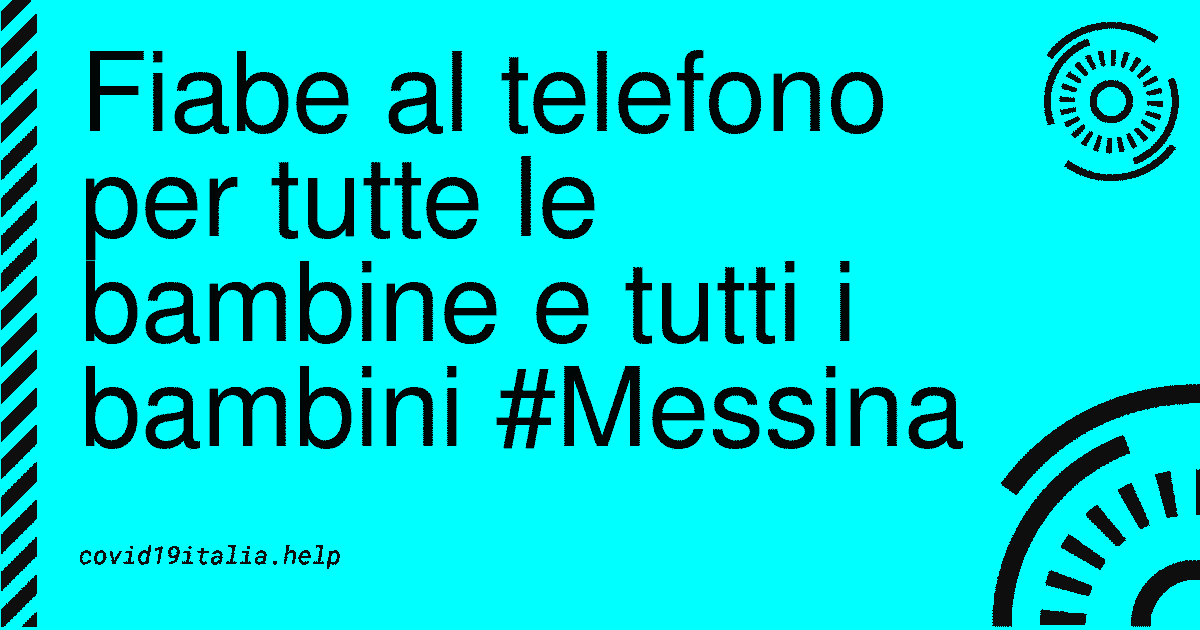 Fiabe al telefono
per tutte le
bambine e tutti i
bambini #Messina
covid19italia.help